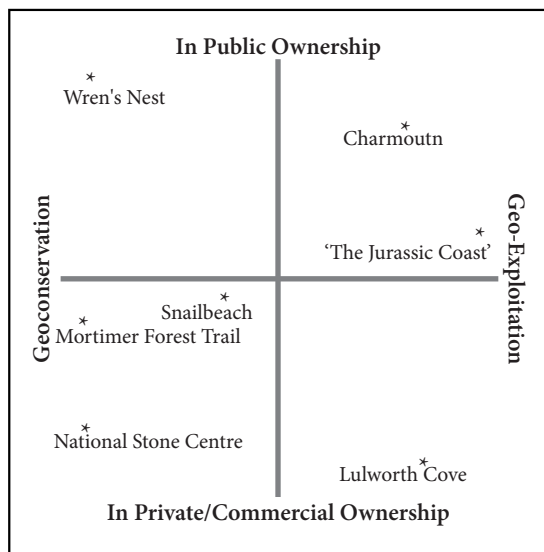 In Public Ownership
Wren's Nest
Charmoutn
Geoconservation
Geo-Exploitation
‘The Jurassic Coast’
Snailbeach
Mortimer Forest Trail
National Stone Centre
Lulworth Cove
In Private/Commercial Ownership